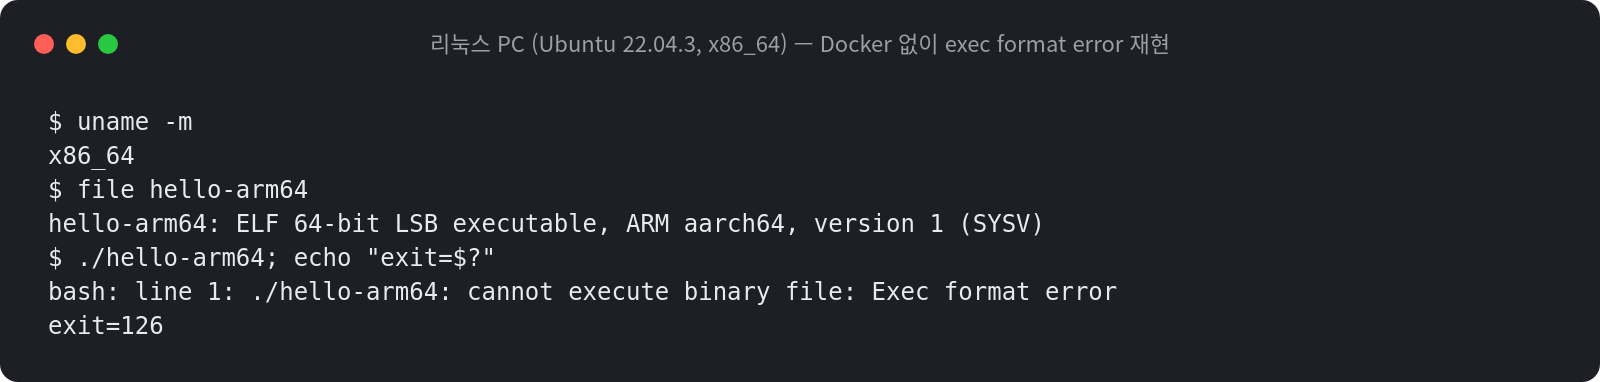 리눅스 PC (Ubuntu 22.04.3, x86_64) — Docker 없이 exec format error 재현
$ uname -m
x86_64
$ file hello-arm64
hello-arm64: ELF 64-bit LSB executable, ARM aarch64, version 1 (SYSV)
$ ./hello-arm64; echo "exit=$?"
bash: line 1: ./hello-arm64: cannot execute binary file: Exec format error
exit=126